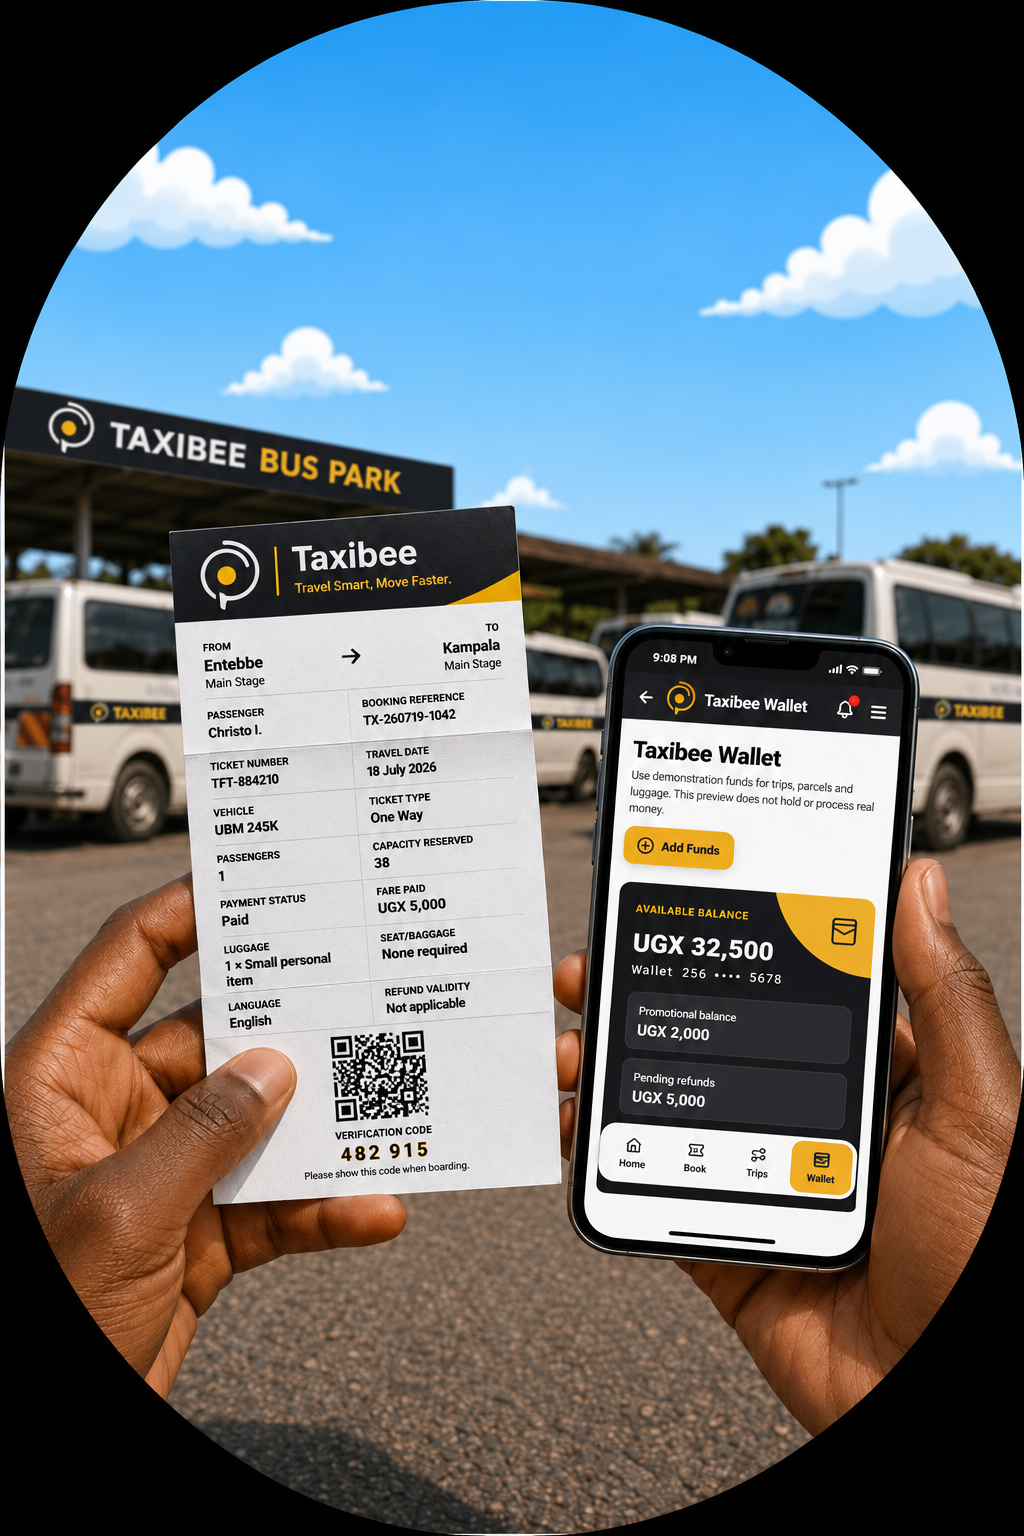 TAXIBEE BUS PARK
TAXIBEE
TAXIBEE
TAXIBEE
Taxibee
Travel Smart, Move Faster.
FROM
Entebbe
Main Stage
→
TO
Kampala
Main Stage
PASSENGER
Christo I.
BOOKING REFERENCE
TX-260719-1042
TICKET NUMBER
TFT-884210
TRAVEL DATE
18 July 2026
VEHICLE
UBM 245K
TICKET TYPE
One Way
PASSENGERS
1
CAPACITY RESERVED
38
PAYMENT STATUS
Paid
FARE PAID
UGX 5,000
LUGGAGE
1 × Small personal
item
SEAT/BAGGAGE
None required
LANGUAGE
English
REFUND VALIDITY
Not applicable
VERIFICATION CODE
482 915
Please show this code when boarding.
9:08 PM
Taxibee Wallet
Taxibee Wallet
Use demonstration funds for trips, parcels and
luggage. This preview does not hold or process real
money.
Add Funds
AVAILABLE BALANCE
UGX 32,500
Wallet 256 •••• 5678
Promotional balance
UGX 2,000
Pending refunds
UGX 5,000
Home
Book
Trips
Wallet